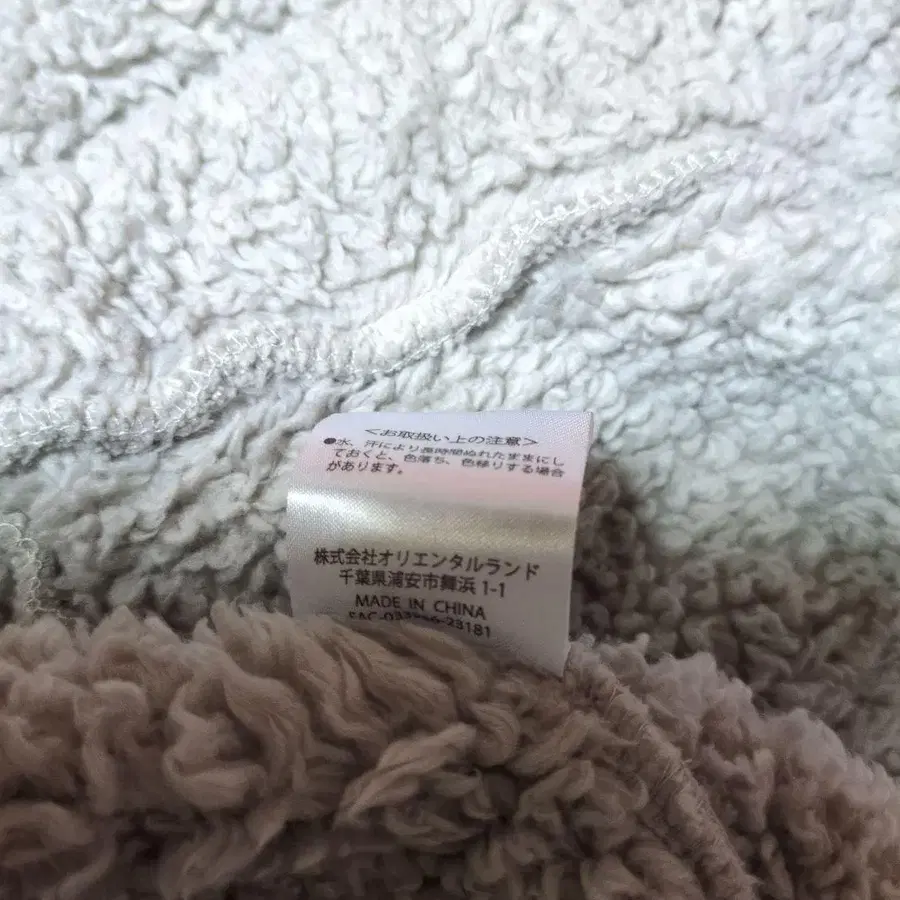 <お取扱い上の注意>
●水、汗により長時間ぬれたままにし
ておくと、色落ち、色移りする場合
があります。
株式会社オリエンタルランド
千葉県浦安市舞浜 1-1
MADE IN CHINA